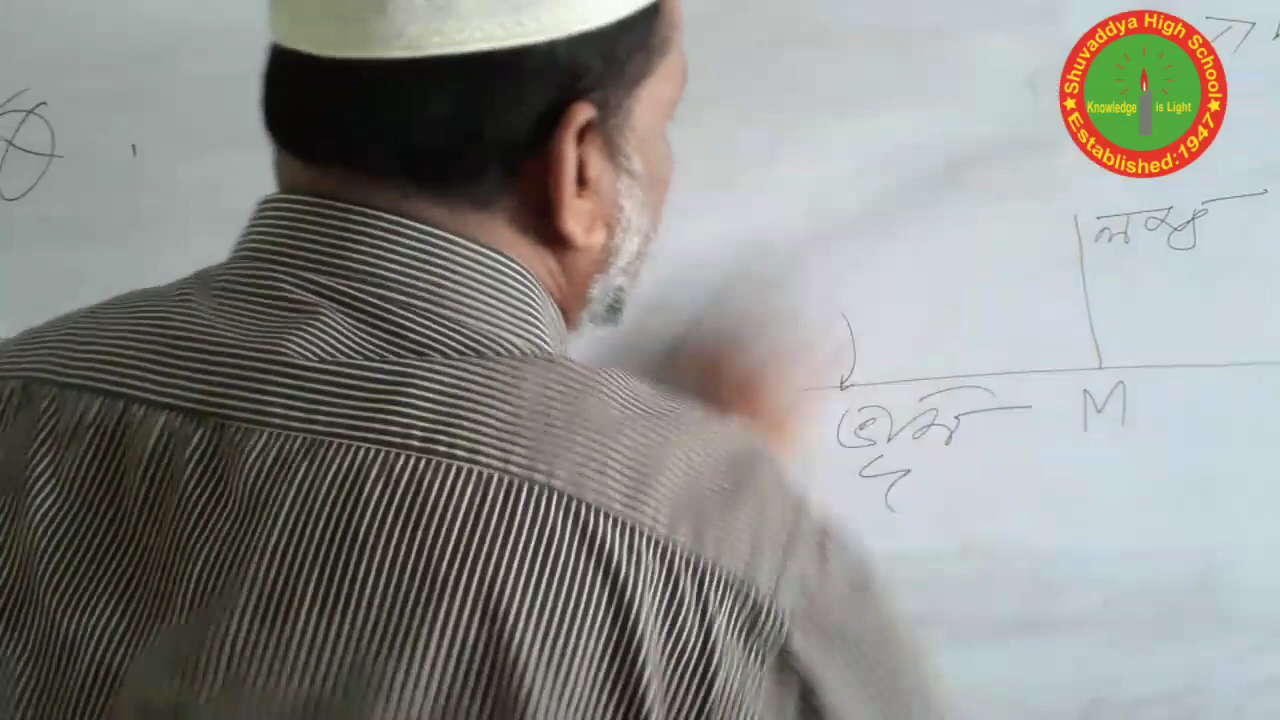 Shuvaddya High School
Knowledge is Light
Established:1947
লম্ব
ভূমি
M